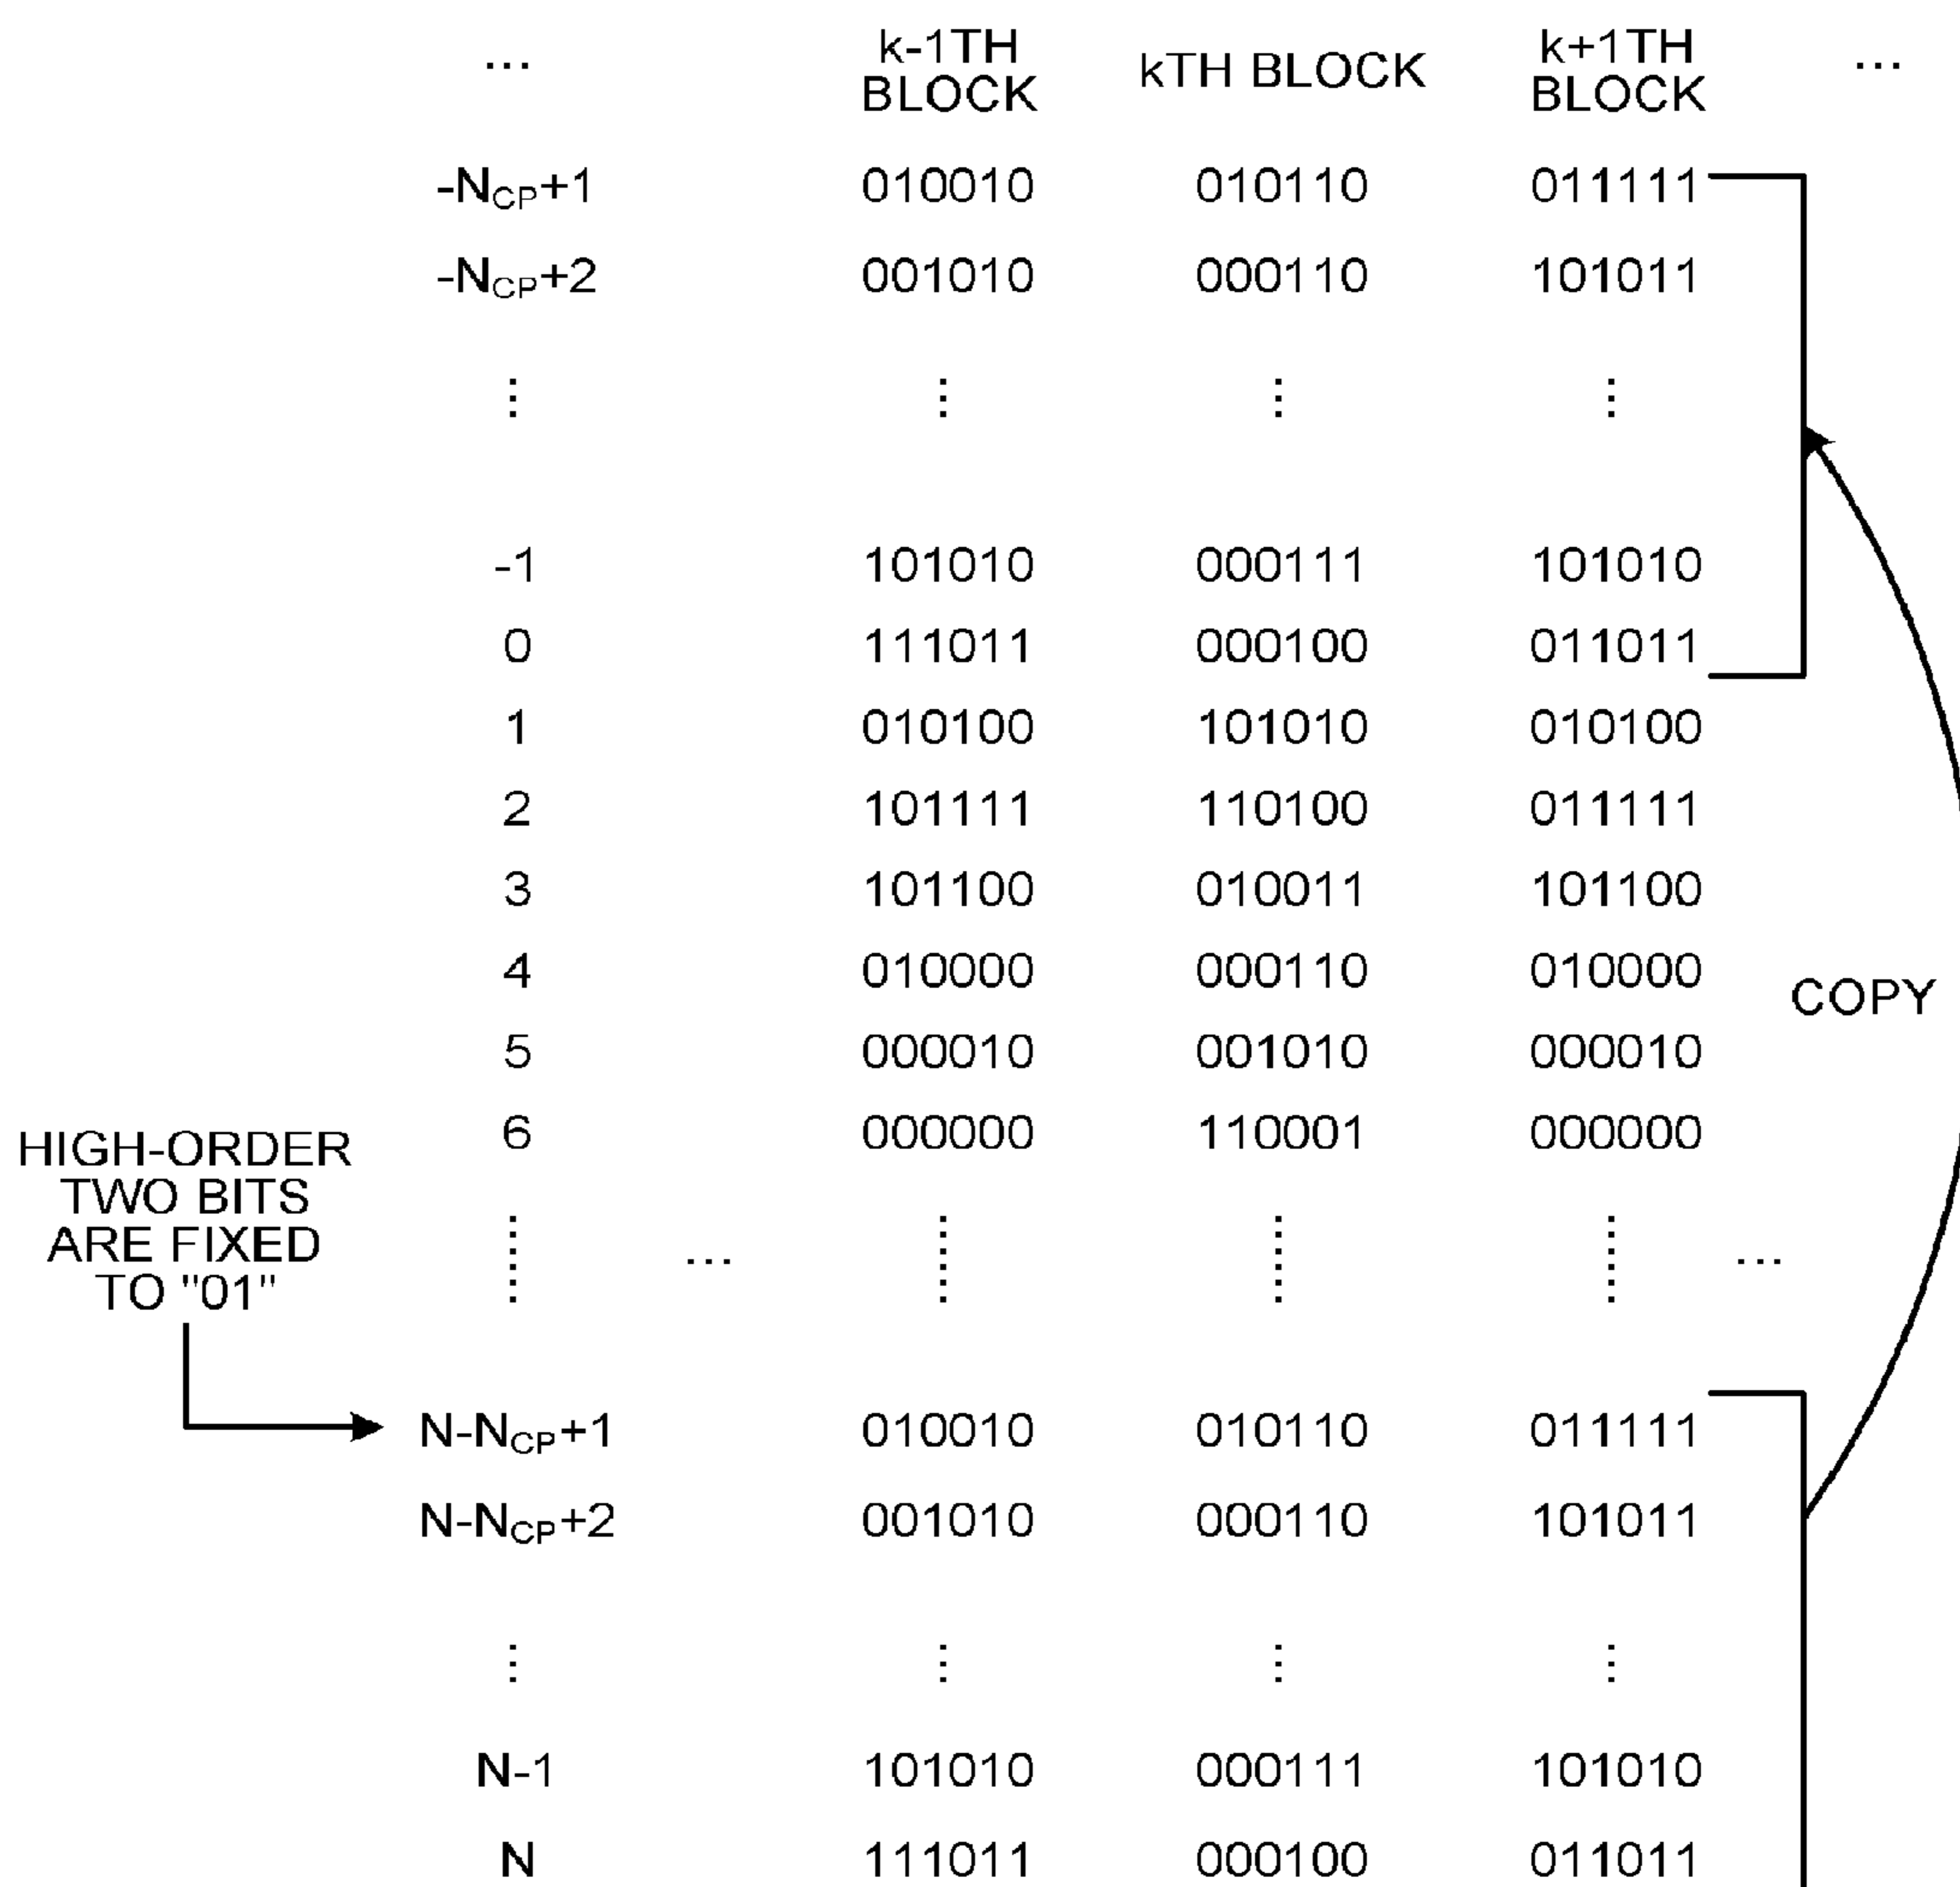 ... k-1TH BLOCK kTH BLOCK k+1TH BLOCK ...
-NCP+1 010010 010110 011111
-NCP+2 001010 000110 101011
⋮ ⋮ ⋮ ⋮
-1 101010 000111 101010
0 111011 000100 011011
1 010100 101010 010100
2 101111 110100 011111
3 101100 010011 101100
4 010000 000110 010000
COPY
5 000010 001010 000010
6 000000 110001 000000
HIGH-ORDER
TWO BITS
ARE FIXED
TO "01"
⋮ ... ⋮ ⋮ ⋮ ...
N-NCP+1 010010 010110 011111
N-NCP+2 001010 000110 101011
⋮ ⋮ ⋮ ⋮
N-1 101010 000111 101010
N 111011 000100 011011